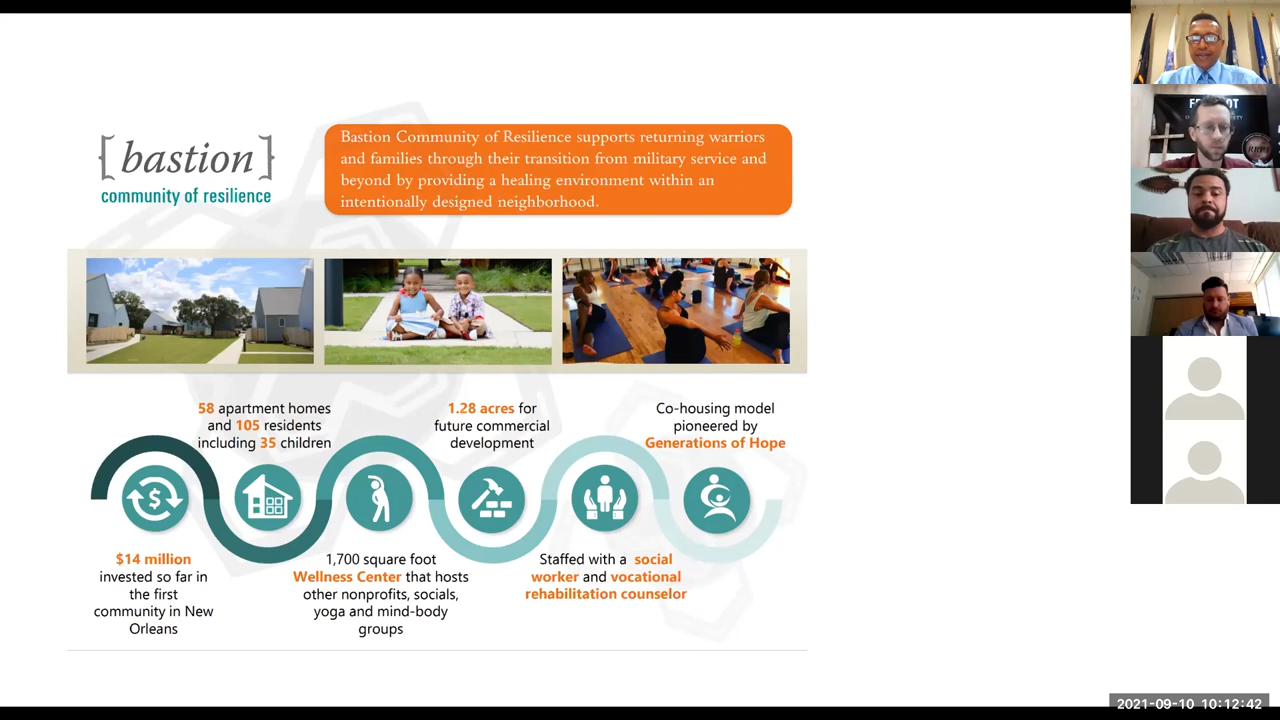 [bastion]
community of resilience
Bastion Community of Resilience supports returning warriors
and families through their transition from military service and
beyond by providing a healing environment within an
intentionally designed neighborhood.
58 apartment homes
and 105 residents
including 35 children
1.28 acres for
future commercial
development
Co-housing model
pioneered by
Generations of Hope
$
$14 million
invested so far in
the first
community in New
Orleans
1,700 square foot
Wellness Center that hosts
other nonprofits, socials,
yoga and mind-body
groups
Staffed with a social
worker and vocational
rehabilitation counselor
2021-09-10 10:12:42